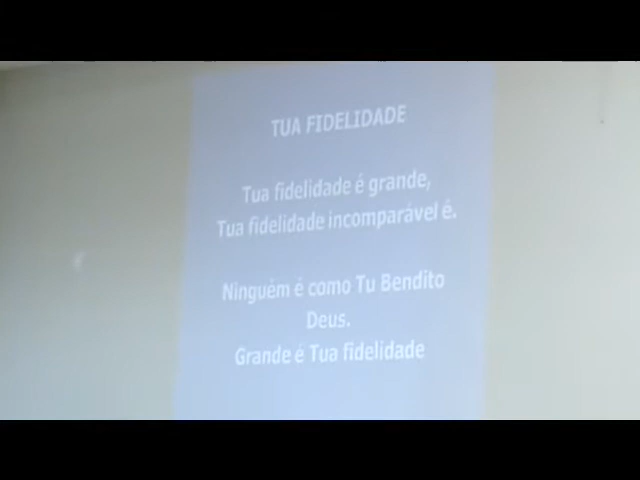 TUA FIDELIDADE
Tua fidelidade é grande,
Tua fidelidade incomparável é.
Ninguém é como Tu Bendito
Deus.
Grande é Tua fidelidade